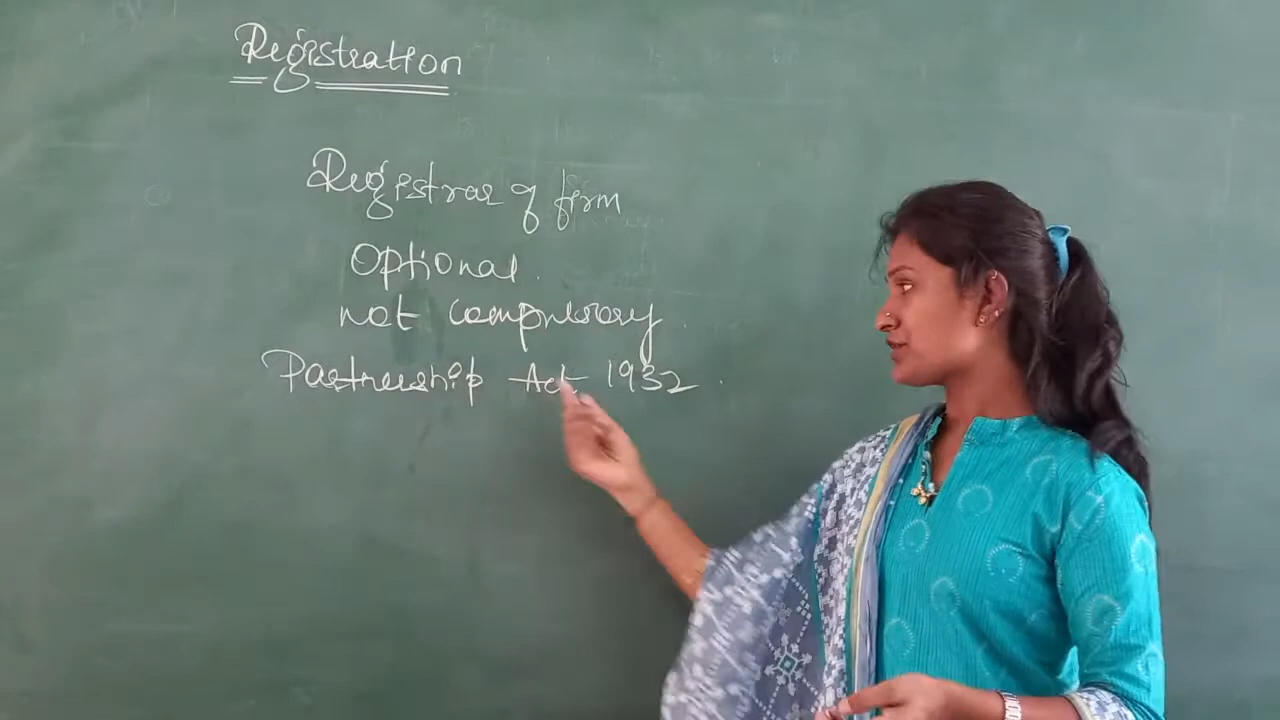 Registration
Registrar of firm
Optional.
not compulsory.
Partnership Act 1932.